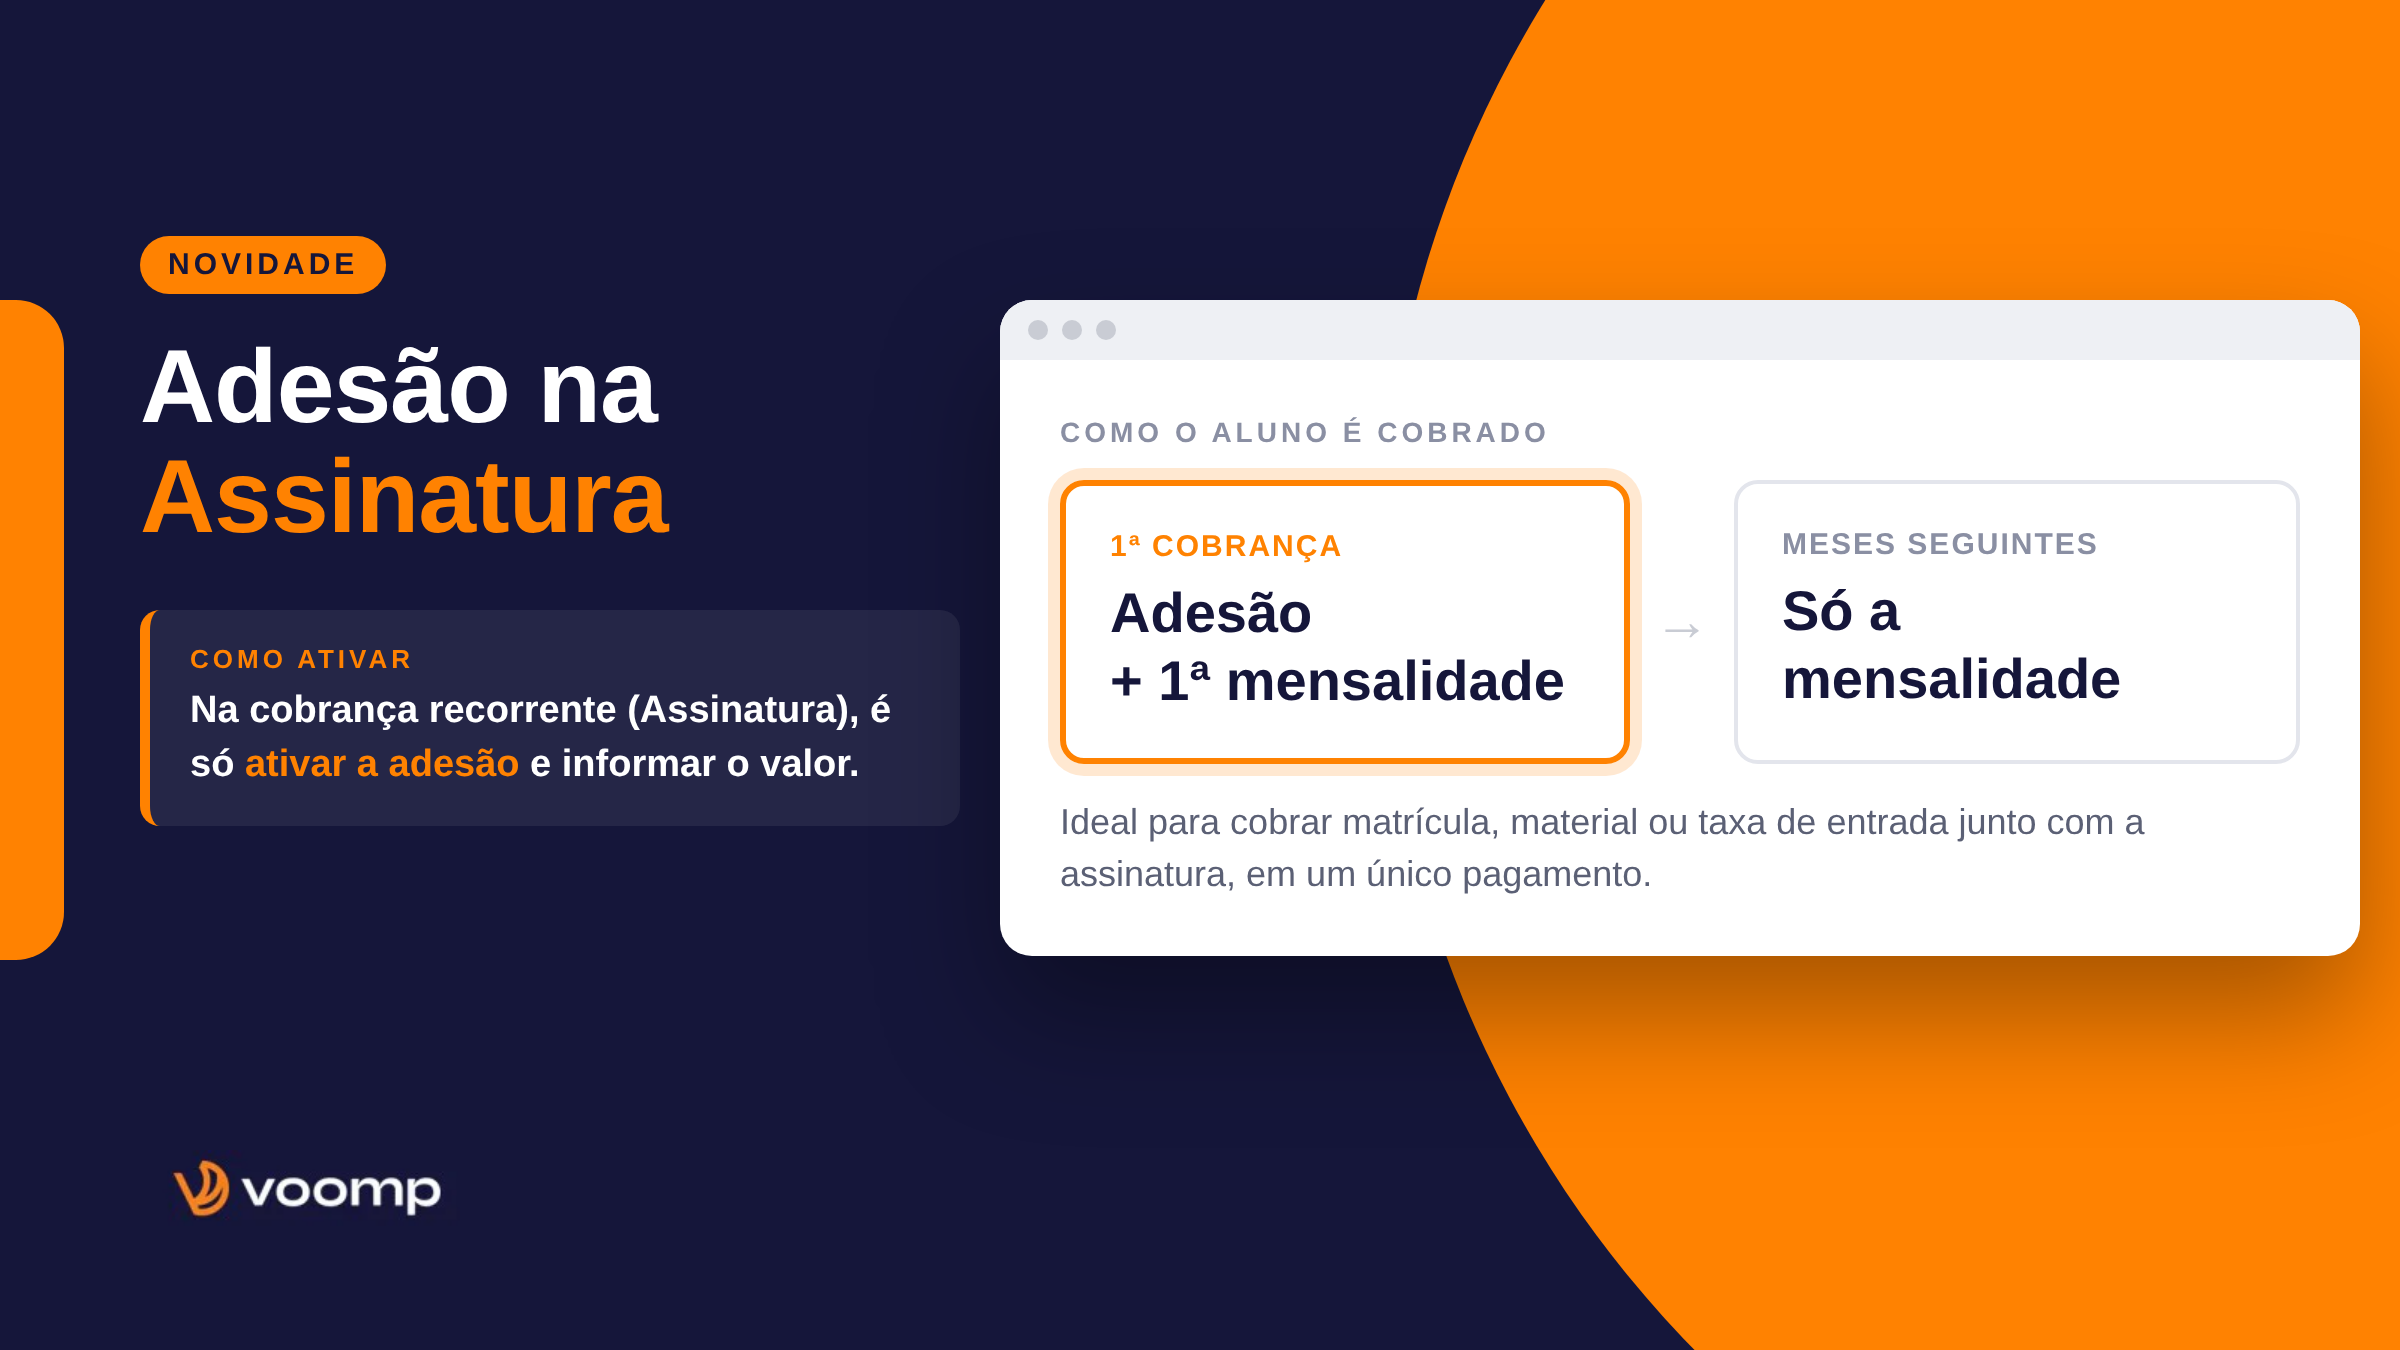 NOVIDADE
Adesão na
Assinatura
COMO ATIVAR
Na cobrança recorrente (Assinatura), é
só ativar a adesão e informar o valor.
voomp
COMO O ALUNO É COBRADO
1ª COBRANÇA
Adesão
+ 1ª mensalidade
→
MESES SEGUINTES
Só a
mensalidade
Ideal para cobrar matrícula, material ou taxa de entrada junto com a
assinatura, em um único pagamento.